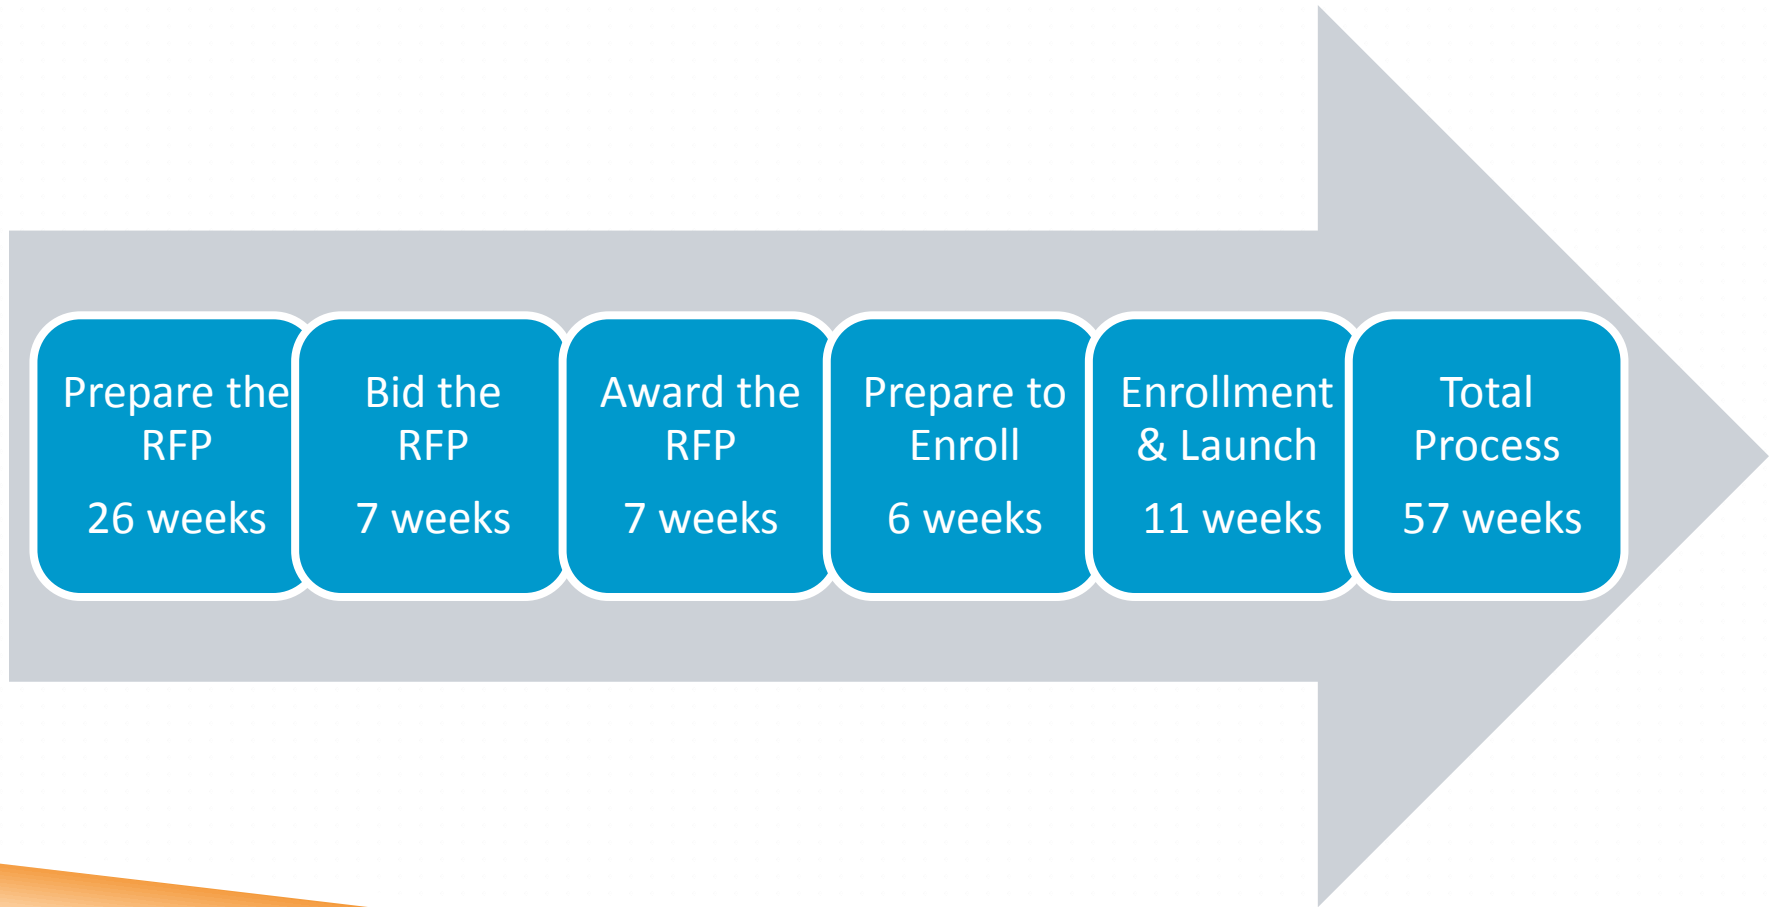 Prepare the
RFP
26 weeks
Bid the
RFP
7 weeks
Award the
RFP
7 weeks
Prepare to
Enroll
6 weeks
Enrollment
& Launch
11 weeks
Total
Process
57 weeks